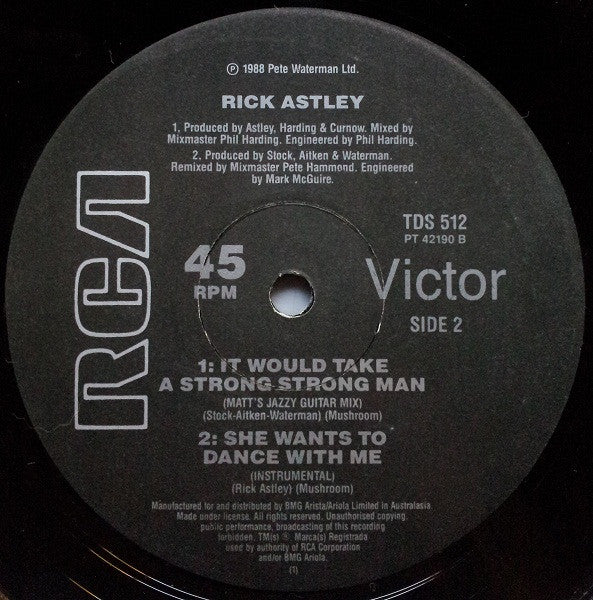 ℗ 1988 Pete Waterman Ltd.
RICK ASTLEY
1. Produced by Astley, Harding & Curnow. Mixed by
Mixmaster Phil Harding. Engineered by Phil Harding.
2. Produced by Stock, Aitken & Waterman.
Remixed by Mixmaster Pete Hammond. Engineered
by Mark McGuire.
RCA
45
RPM
TDS 512
PT 42190 B
Victor
SIDE 2
1: IT WOULD TAKE
A STRONG STRONG MAN
(MATT'S JAZZY GUITAR MIX)
(Stock-Aitken-Waterman) (Mushroom)
2: SHE WANTS TO
DANCE WITH ME
(INSTRUMENTAL)
(Rick Astley) (Mushroom)
Manufactured for and distributed by BMG Arista/Ariola Limited in Australasia.
Made under license. All rights reserved. Unauthorised copying,
public performance, broadcasting of this recording
forbidden. TM(s) ® Marca(s) Registrada
used by authority of RCA Corporation
and/or BMG Ariola.
(1)